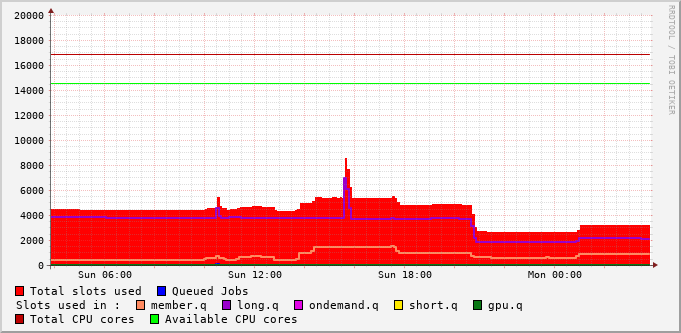 20000
18000
16000
14000
12000
10000
8000
6000
4000
2000
0
Sun 06:00 Sun 12:00 Sun 18:00 Mon 00:00
RRDTOOL / TOBI OETIKER
Total slots used Queued Jobs
Slots used in : member.q long.q ondemand.q short.q gpu.q
Total CPU cores Available CPU cores